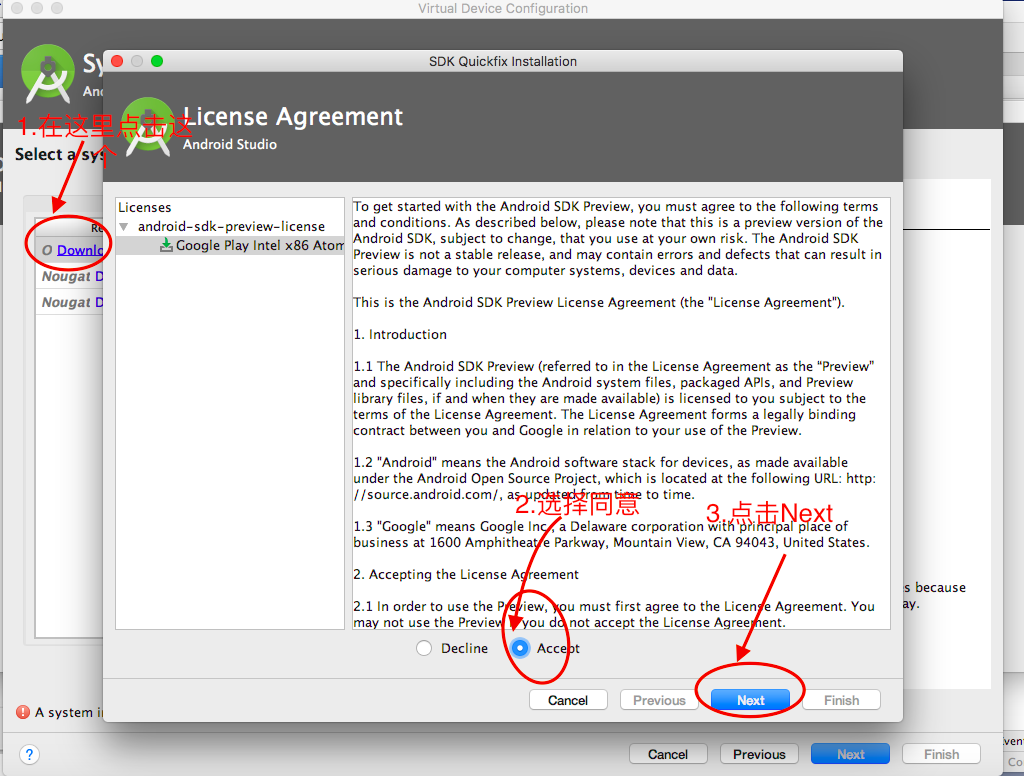 Virtual Device Configuration
SDK Quickfix Installation
License Agreement
Android Studio
1.在这里点击这
个
Select a sys
Licenses
android-sdk-preview-license
Google Play Intel x86 Atom
O Downlo
Nougat D
Nougat D
To get started with the Android SDK Preview, you must agree to the following terms
and conditions. As described below, please note that this is a preview version of the
Android SDK, subject to change, that you use at your own risk. The Android SDK
Preview is not a stable release, and may contain errors and defects that can result in
serious damage to your computer systems, devices and data.
This is the Android SDK Preview License Agreement (the "License Agreement").
1. Introduction
1.1 The Android SDK Preview (referred to in the License Agreement as the “Preview”
and specifically including the Android system files, packaged APIs, and Preview
library files, if and when they are made available) is licensed to you subject to the
terms of the License Agreement. The License Agreement forms a legally binding
contract between you and Google in relation to your use of the Preview.
1.2 "Android" means the Android software stack for devices, as made available
under the Android Open Source Project, which is located at the following URL: http:
//source.android.com/, as updated from time to time.
2.选择同意
3.点击Next
1.3 "Google" means Google Inc., a Delaware corporation with principal place of
business at 1600 Amphitheatre Parkway, Mountain View, CA 94043, United States.
2. Accepting the License Agreement
2.1 In order to use the Preview, you must first agree to the License Agreement. You
may not use the Preview if you do not accept the License Agreement.
s because
ay.
Decline
Accept
Cancel
Previous
Next
Finish
A system i
?
Cancel
Previous
Next
Finish